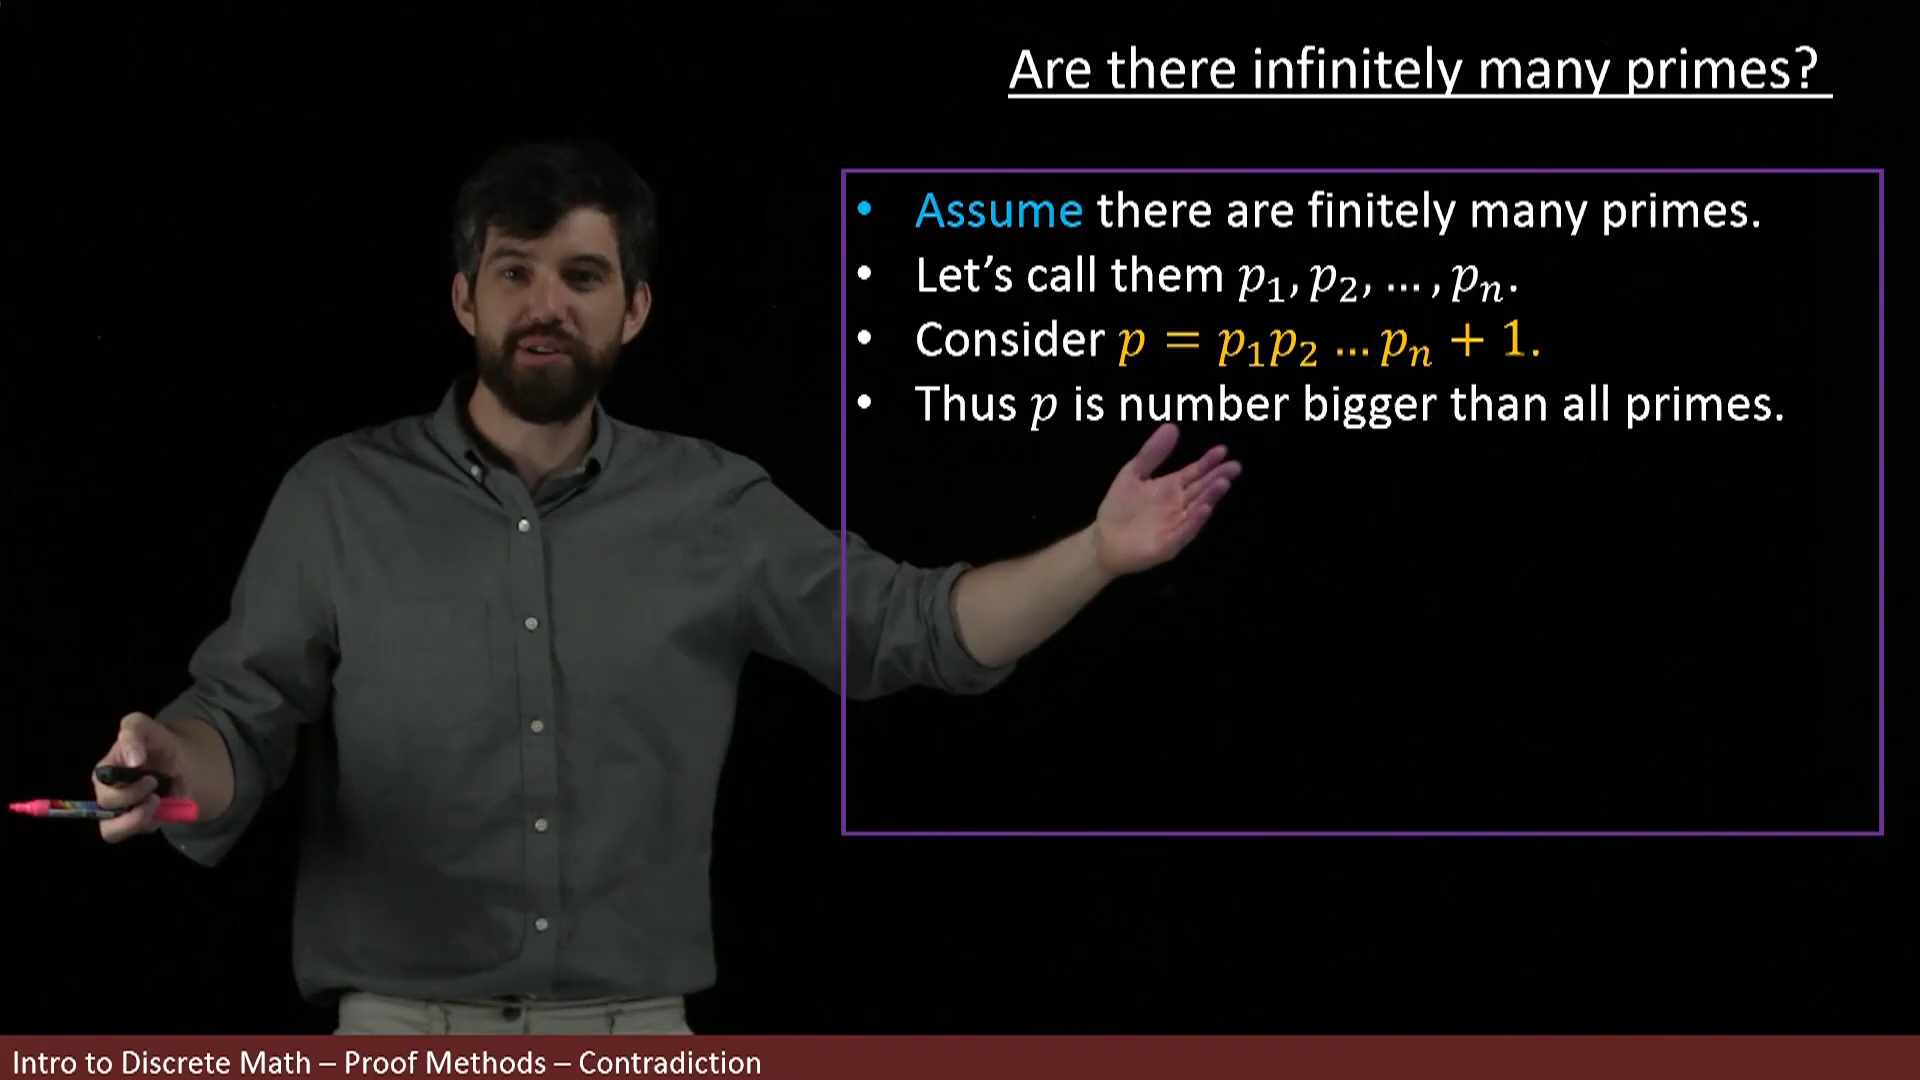 Are there infinitely many primes?
• Assume there are finitely many primes.
• Let’s call them p₁, p₂, … , pₙ.
• Consider p = p₁p₂ … pₙ + 1.
• Thus p is number bigger than all primes.
Intro to Discrete Math – Proof Methods – Contradiction